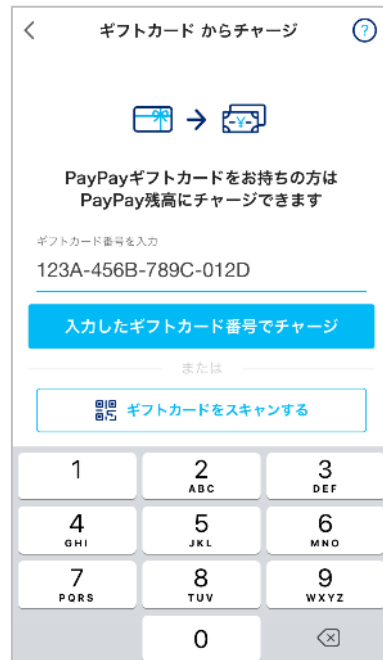 ギフトカード からチャージ
?
PayPayギフトカードをお持ちの方は
PayPay残高にチャージできます
ギフトカード番号を入力
123A-456B-789C-012D
入力したギフトカード番号でチャージ
または
ギフトカードをスキャンする
1
2
ABC
3
DEF
4
GHI
5
JKL
6
MNO
7
PQRS
8
TUV
9
WXYZ
0